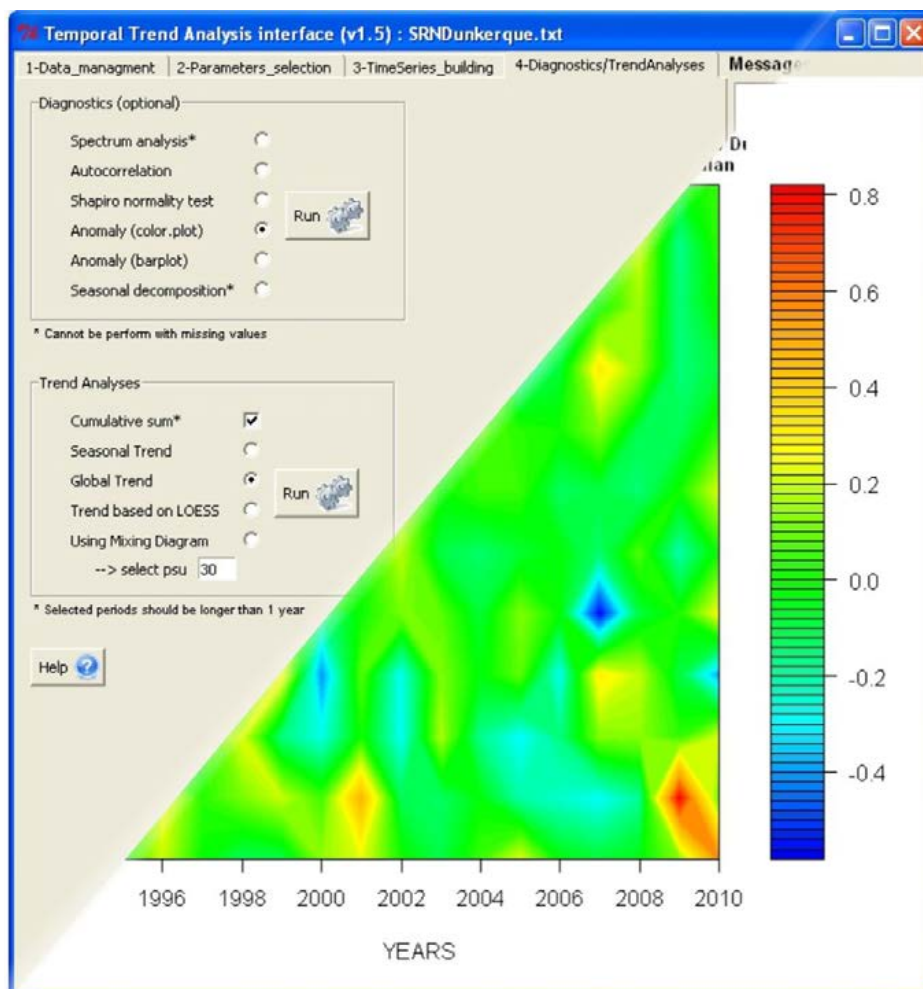 Temporal Trend Analysis interface (v1.5) : SRNDunkerque.txt
1-Data_managment
2-Parameters_selection
3-TimeSeries_building
4-Diagnostics/TrendAnalyses
Diagnostics (optional)
Spectrum analysis*
Autocorrelation
Shapiro normality test
Anomaly (color.plot)
Anomaly (barplot)
Seasonal decomposition*
Run
* Cannot be perform with missing values
Trend Analyses
Cumulative sum*
Seasonal Trend
Global Trend
Trend based on LOESS
Using Mixing Diagram
--> select psu 30
Run
* Selected periods should be longer than 1 year
Help
0.8
0.6
0.4
0.2
0.0
-0.2
-0.4
1996 1998 2000 2002 2004 2006 2008 2010
YEARS